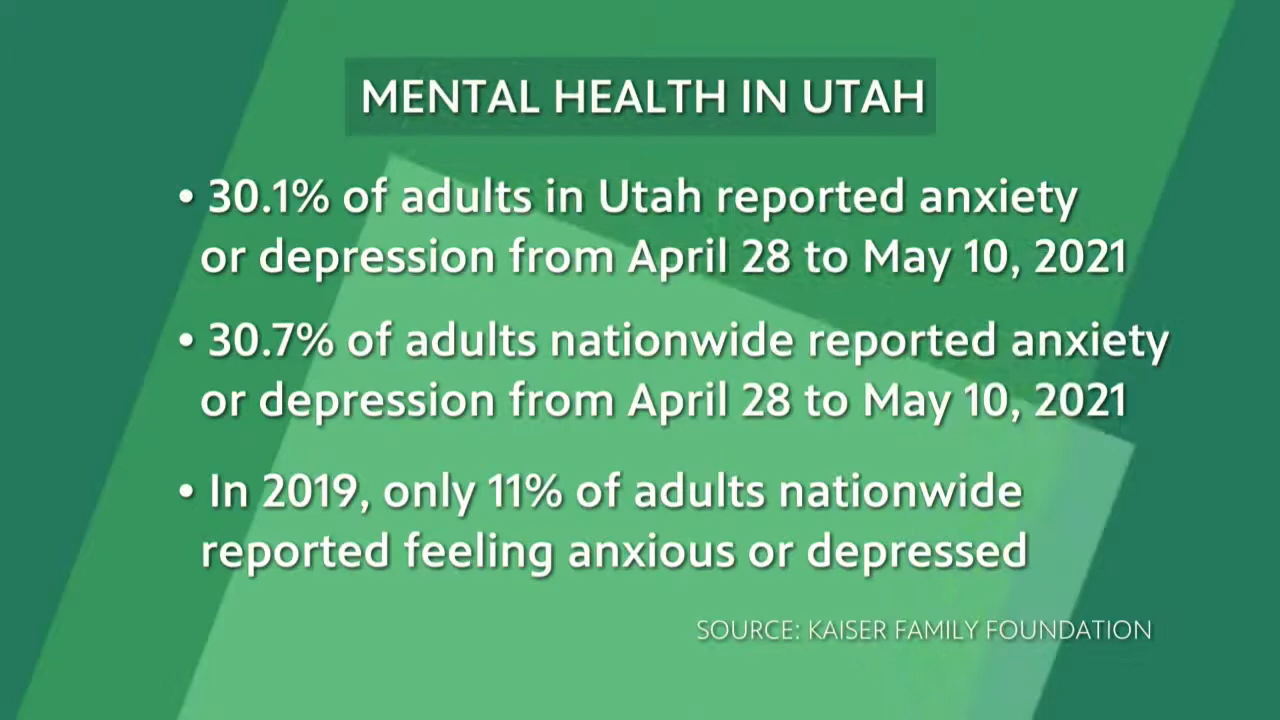 MENTAL HEALTH IN UTAH
• 30.1% of adults in Utah reported anxiety
or depression from April 28 to May 10, 2021
• 30.7% of adults nationwide reported anxiety
or depression from April 28 to May 10, 2021
• In 2019, only 11% of adults nationwide
reported feeling anxious or depressed
SOURCE: KAISER FAMILY FOUNDATION